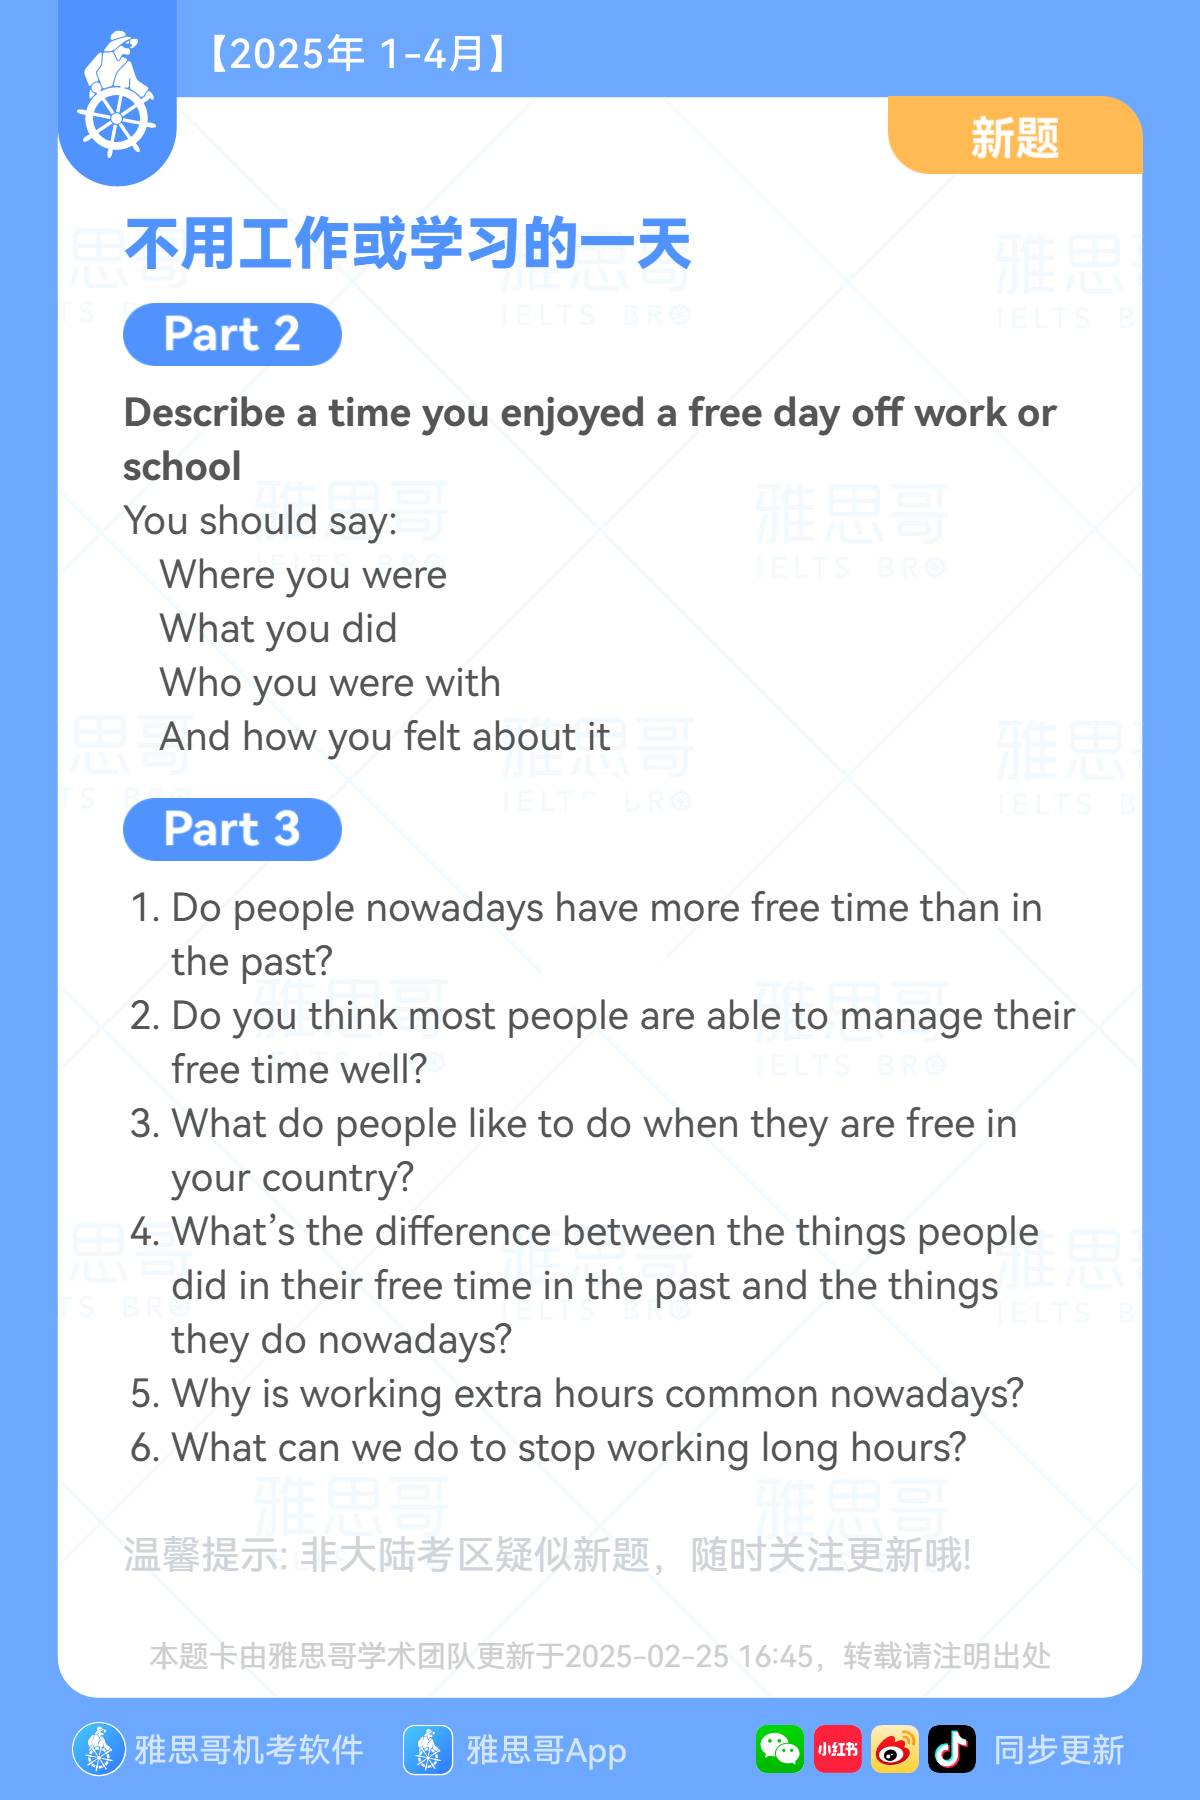 【2025年 1-4月】
新题
不用工作或学习的一天
Part 2
Describe a time you enjoyed a free day off work or
school
You should say:
Where you were
What you did
Who you were with
And how you felt about it
Part 3
1. Do people nowadays have more free time than in
the past?
2. Do you think most people are able to manage their
free time well?
3. What do people like to do when they are free in
your country?
4. What’s the difference between the things people
did in their free time in the past and the things
they do nowadays?
5. Why is working extra hours common nowadays?
6. What can we do to stop working long hours?
温馨提示: 非大陆考区疑似新题，随时关注更新哦!
本题卡由雅思哥学术团队更新于2025-02-25 16:45，转载请注明出处
雅思哥机考软件 雅思哥App 小红书 同步更新
雅思哥
IELTS BRO